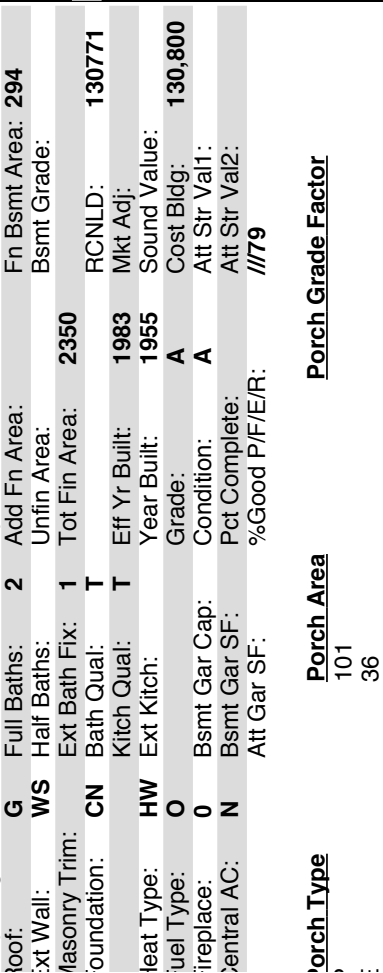 Roof: G Full Baths: 2 Add Fn Area: Fn Bsmt Area: 294
Ext Wall: WS Half Baths: Unfin Area: Bsmt Grade:
Masonry Trim: Ext Bath Fix: 1 Tot Fin Area: 2350
Foundation: CN Bath Qual: T RCNLD: 130771
Kitch Qual: T Eff Yr Built: 1983 Mkt Adj:
Heat Type: HW Ext Kitch: Year Built: 1955 Sound Value:
Fuel Type: O Grade: A Cost Bldg: 130,800
Fireplace: 0 Bsmt Gar Cap: Condition: A Att Str Val1:
Central AC: N Bsmt Gar SF: Pct Complete: Att Str Val2:
Att Gar SF: %Good P/F/E/R: ///79
Porch Type Porch Area Porch Grade Factor
101
36